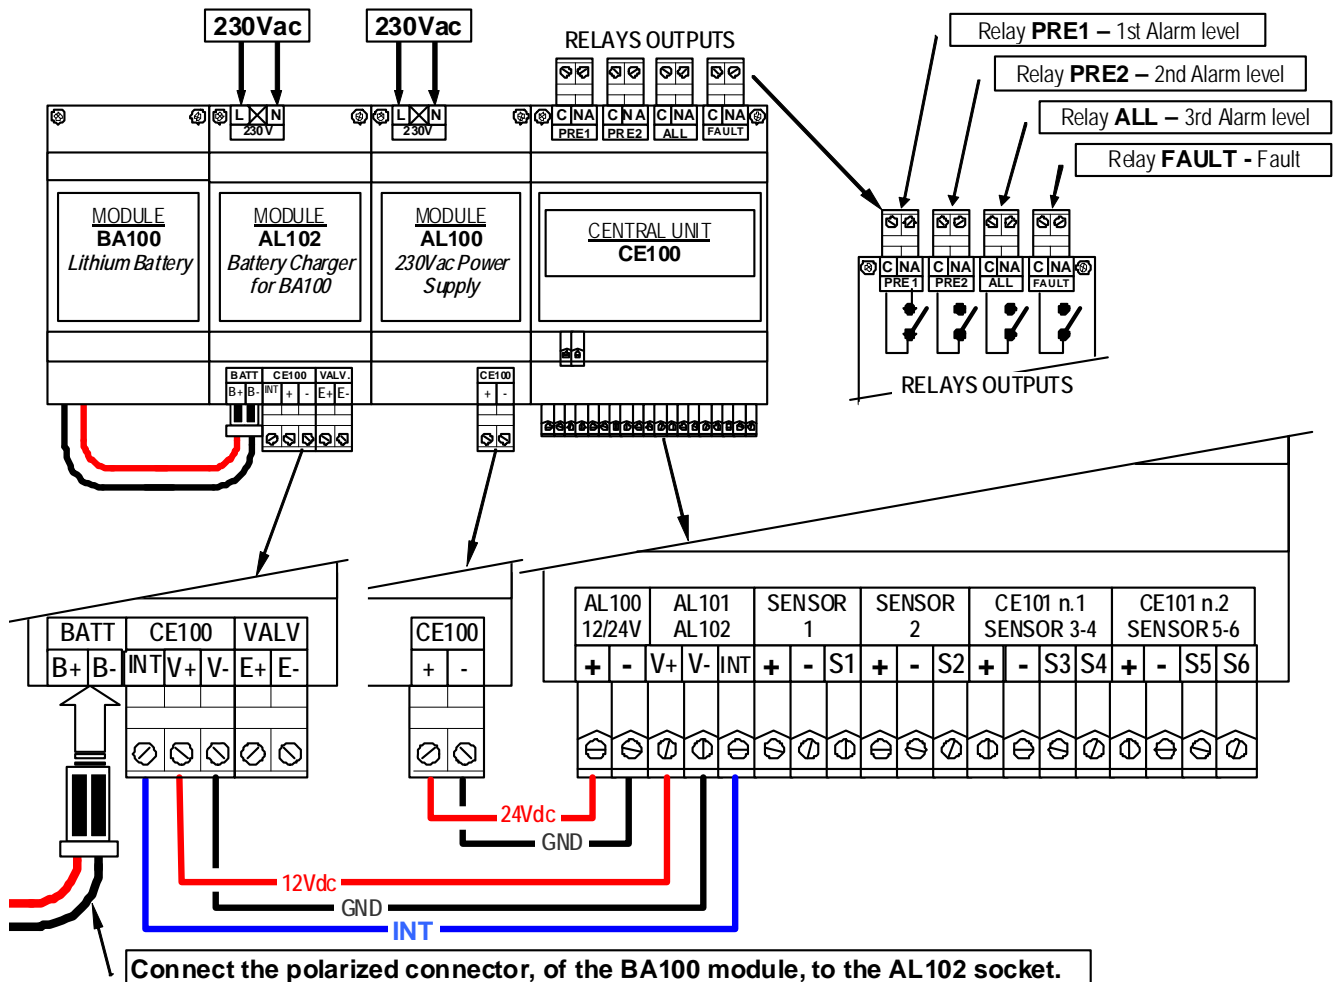 230Vac
230Vac
RELAYS OUTPUTS
Relay PRE1 – 1st Alarm level
Relay PRE2 – 2nd Alarm level
Relay ALL – 3rd Alarm level
Relay FAULT - Fault
L N
230V
L N
230V
C NA
PRE1
C NA
PRE2
C NA
ALL
C NA
FAULT
MODULE
BA100
Lithium Battery
MODULE
AL102
Battery Charger
for BA100
MODULE
AL100
230Vac Power
Supply
CENTRAL UNIT
CE100
C NA
PRE1
C NA
PRE2
C NA
ALL
C NA
FAULT
RELAYS OUTPUTS
BATT CE100 VALV.
B+ B- INT + - E+ E-
CE100
+ -
BATT CE100 VALV
B+ B- INT V+ V- E+ E-
CE100
+ -
AL100
12/24V
AL101
AL102
SENSOR
1
SENSOR
2
CE101 n.1
SENSOR 3-4
CE101 n.2
SENSOR 5-6
+ - V+ V- INT + - S1 + - S2 + - S3 S4 + - S5 S6
24Vdc
GND
12Vdc
GND
INT
Connect the polarized connector, of the BA100 module, to the AL102 socket.